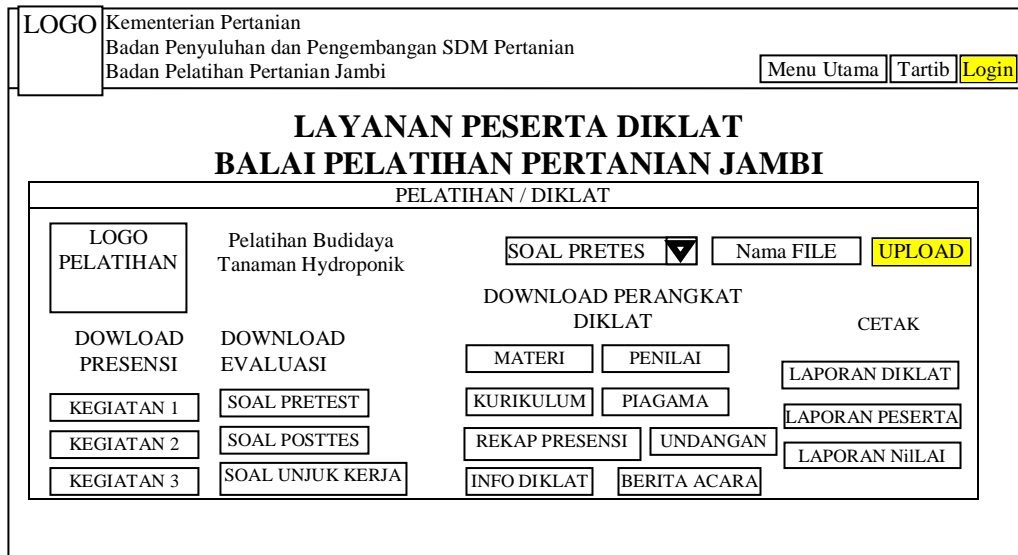 LOGO
Kementerian Pertanian
Badan Penyuluhan dan Pengembangan SDM Pertanian
Badan Pelatihan Pertanian Jambi
Menu Utama Tartib Login
LAYANAN PESERTA DIKLAT
BALAI PELATIHAN PERTANIAN JAMBI
PELATIHAN / DIKLAT
LOGO
PELATIHAN
Pelatihan Budidaya
Tanaman Hydroponik
SOAL PRETES Nama FILE UPLOAD
DOWLOAD
PRESENSI
KEGIATAN 1
KEGIATAN 2
KEGIATAN 3
DOWNLOAD
EVALUASI
SOAL PRETEST
SOAL POSTTES
SOAL UNJUK KERJA
DOWNLOAD PERANGKAT
DIKLAT
MATERI PENILAI
KURIKULUM PIAGAMA
REKAP PRESENSI UNDANGAN
INFO DIKLAT BERITA ACARA
CETAK
LAPORAN DIKLAT
LAPORAN PESERTA
LAPORAN NilLAI